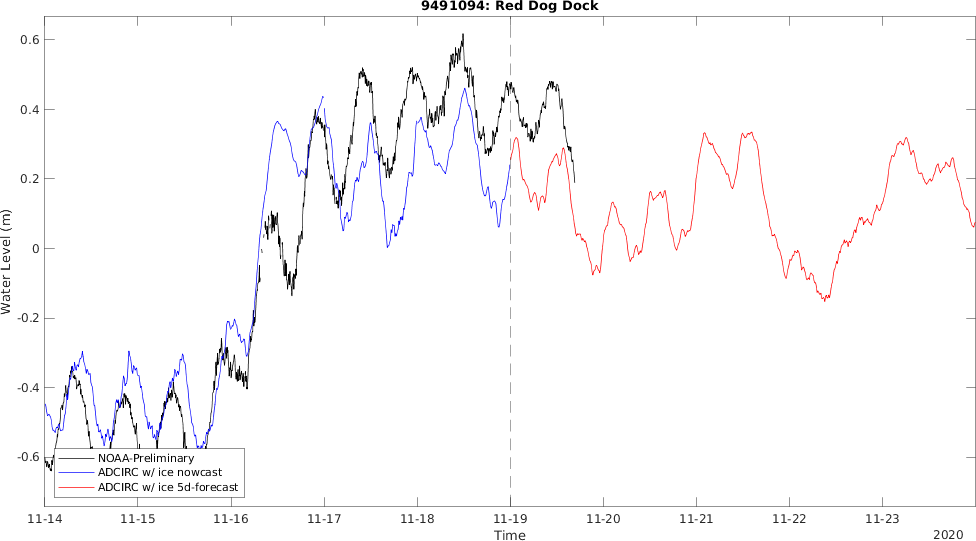 9491094: Red Dog Dock
0.6
0.4
0.2
0
-0.2
-0.4
-0.6
Water Level (m)
NOAA-Preliminary
ADCIRC w/ ice nowcast
ADCIRC w/ ice 5d-forecast
11-14 11-15 11-16 11-17 11-18 11-19 11-20 11-21 11-22 11-23
Time
2020